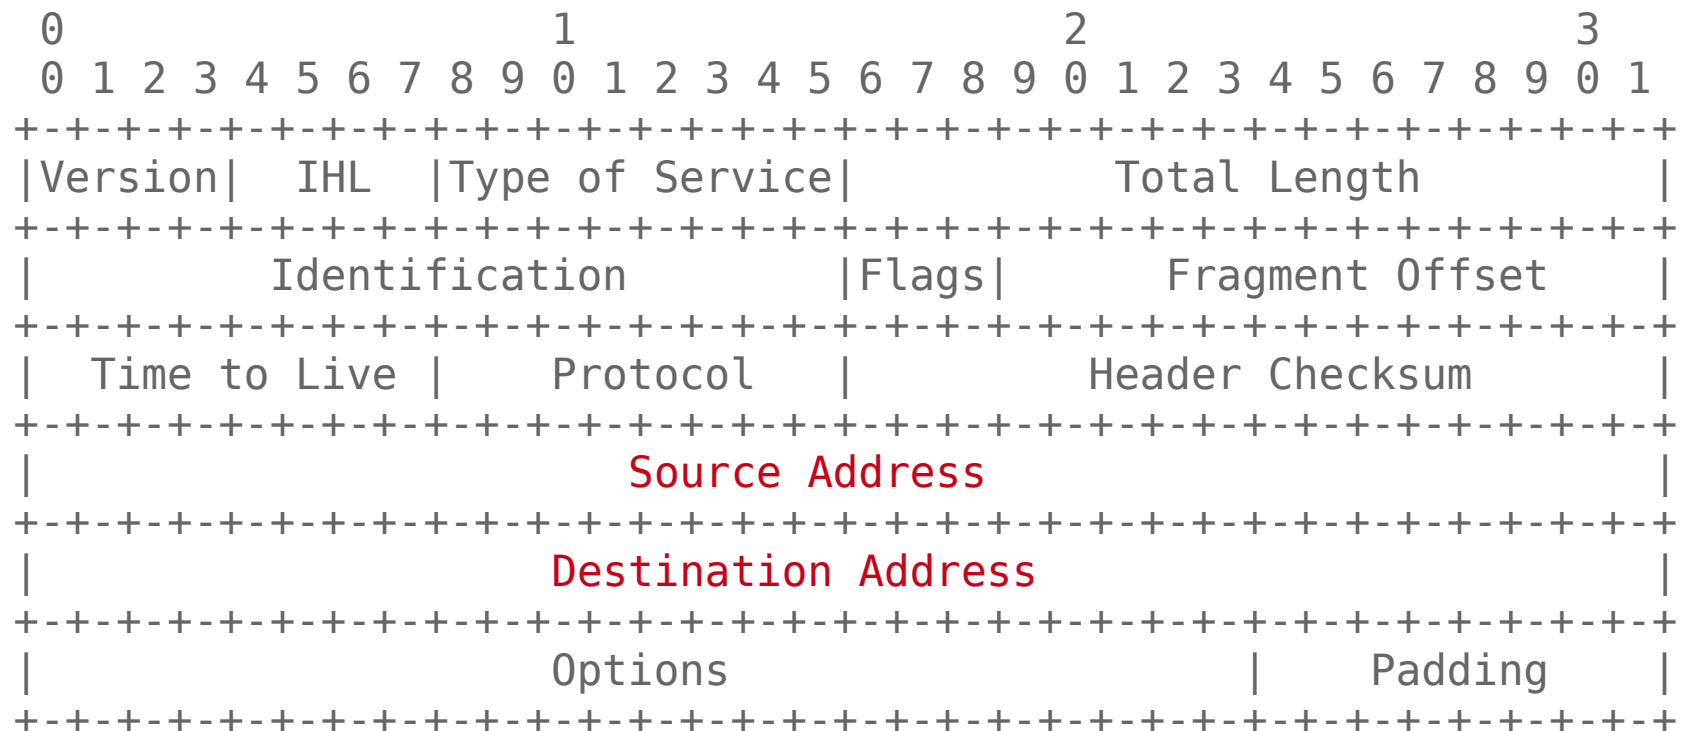 0                   1                   2                   3
 0 1 2 3 4 5 6 7 8 9 0 1 2 3 4 5 6 7 8 9 0 1 2 3 4 5 6 7 8 9 0 1
+-+-+-+-+-+-+-+-+-+-+-+-+-+-+-+-+-+-+-+-+-+-+-+-+-+-+-+-+-+-+-+-+
|Version|  IHL  |Type of Service|          Total Length         |
+-+-+-+-+-+-+-+-+-+-+-+-+-+-+-+-+-+-+-+-+-+-+-+-+-+-+-+-+-+-+-+-+
|         Identification        |Flags|      Fragment Offset    |
+-+-+-+-+-+-+-+-+-+-+-+-+-+-+-+-+-+-+-+-+-+-+-+-+-+-+-+-+-+-+-+-+
|  Time to Live |    Protocol   |         Header Checksum       |
+-+-+-+-+-+-+-+-+-+-+-+-+-+-+-+-+-+-+-+-+-+-+-+-+-+-+-+-+-+-+-+-+
|                       Source Address                          |
+-+-+-+-+-+-+-+-+-+-+-+-+-+-+-+-+-+-+-+-+-+-+-+-+-+-+-+-+-+-+-+-+
|                    Destination Address                        |
+-+-+-+-+-+-+-+-+-+-+-+-+-+-+-+-+-+-+-+-+-+-+-+-+-+-+-+-+-+-+-+-+
|                    Options                    |    Padding    |
+-+-+-+-+-+-+-+-+-+-+-+-+-+-+-+-+-+-+-+-+-+-+-+-+-+-+-+-+-+-+-+-+